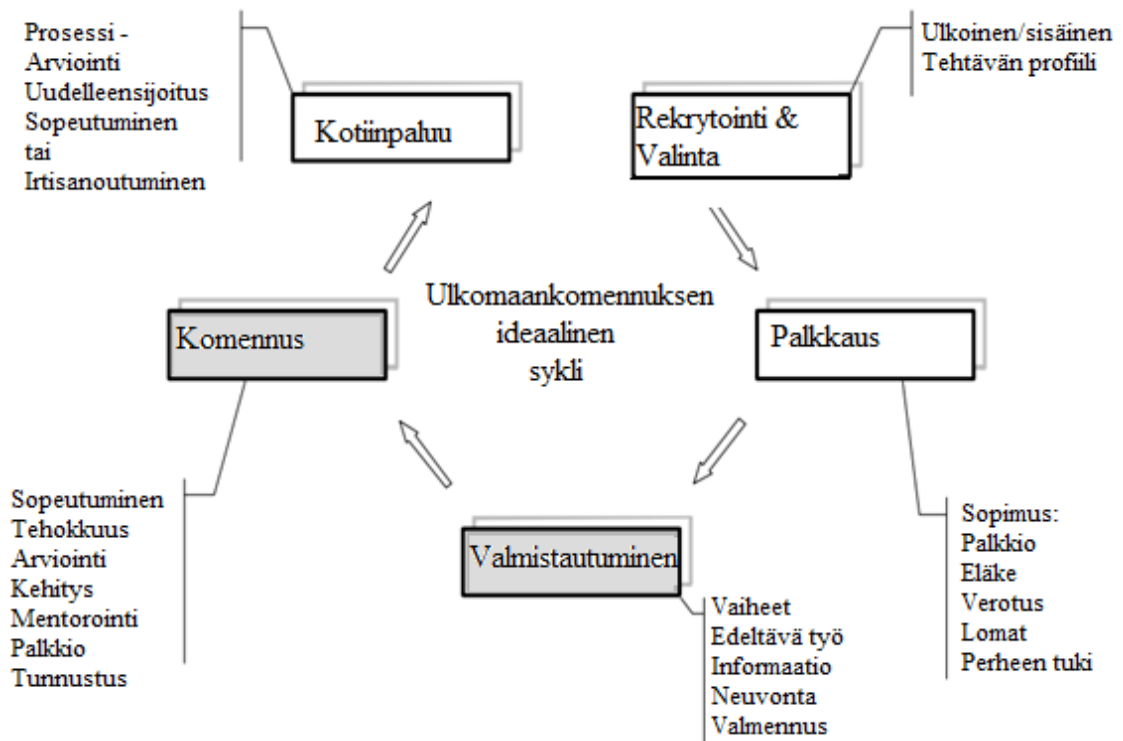 Prosessi -
Arviointi
Uudelleensijoitus
Sopeutuminen
tai
Irtisanoutuminen
Kotiinpaluu
Rekrytointi &
Valinta
Ulkoinen/sisäinen
Tehtävän profiili
Ulkomaankomennuksen
ideaalinen
sykli
Komennus
Palkkaus
Sopeutuminen
Tehokkuus
Arviointi
Kehitys
Mentorointi
Palkkio
Tunnustus
Valmistautuminen
Vaiheet
Edeltävä työ
Informaatio
Neuvonta
Valmennus
Sopimus:
Palkkio
Eläke
Verotus
Lomat
Perheen tuki